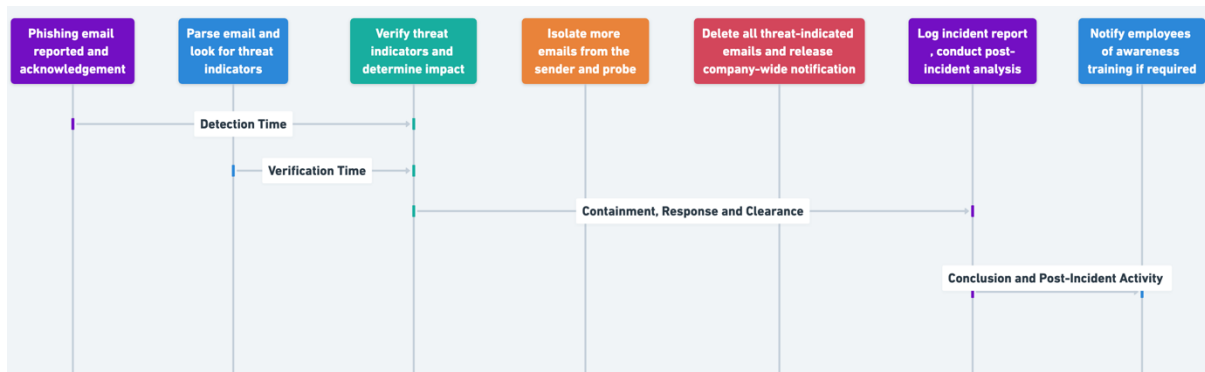 Phishing email
reported and
acknowledgement
Parse email and
look for threat
indicators
Verify threat
indicators and
determine impact
Isolate more
emails from the
sender and probe
Delete all threat-indicated
emails and release
company-wide notification
Log incident report
, conduct post-
incident analysis
Notify employees
of awareness
training if required
Detection Time
Verification Time
Containment, Response and Clearance
Conclusion and Post-Incident Activity